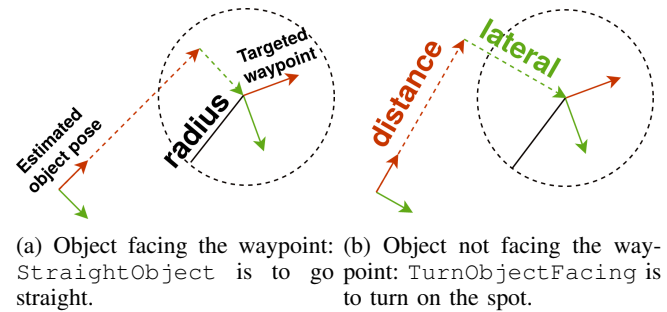 Targeted
waypoint
Estimated
object pose
radius
lateral
distance
(a) Object facing the waypoint:
StraightObject is to go
straight.
(b) Object not facing the way-
point: TurnObjectFacing is
to turn on the spot.